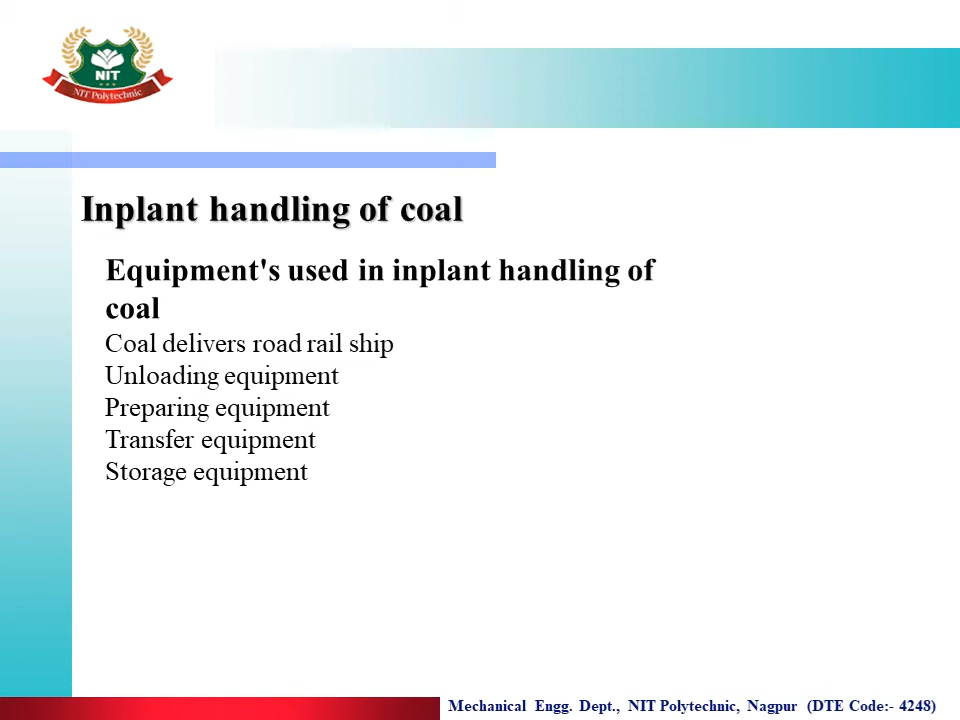 NIT
NIT Polytechnic
Inplant handling of coal
Equipment's used in inplant handling of
coal
Coal delivers road rail ship
Unloading equipment
Preparing equipment
Transfer equipment
Storage equipment
Mechanical Engg. Dept., NIT Polytechnic, Nagpur (DTE Code:- 4248)